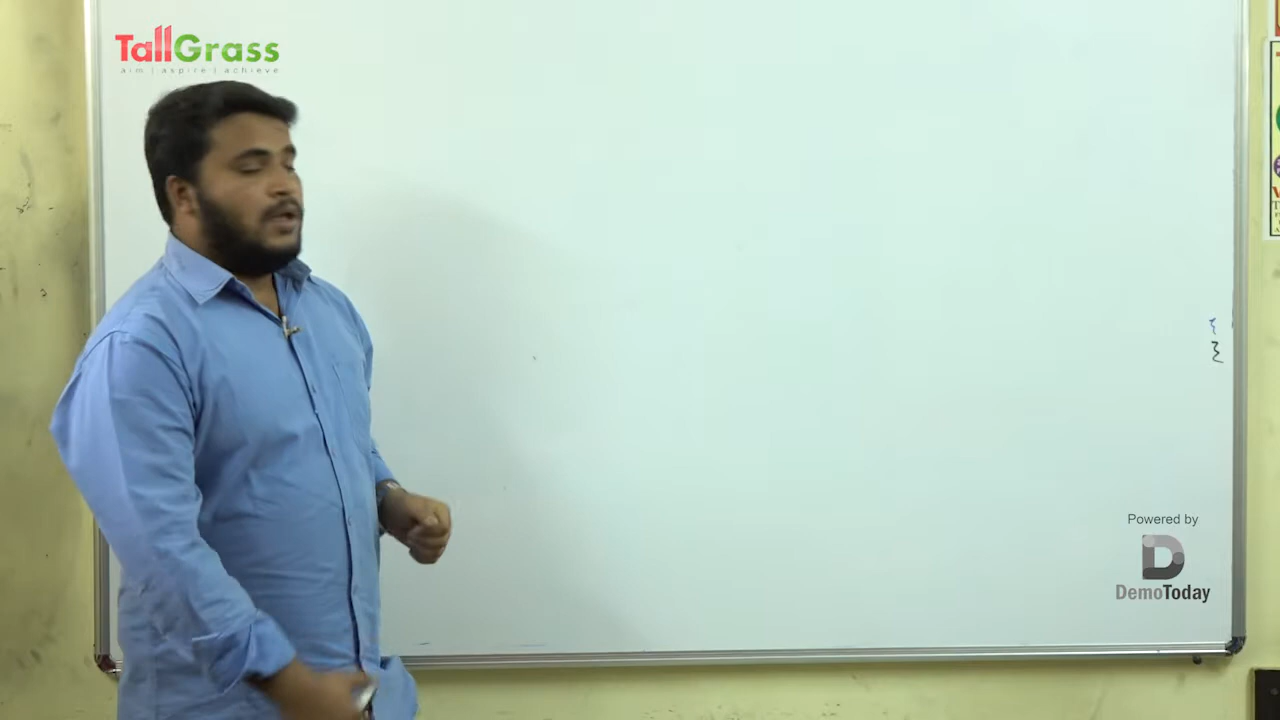 TallGrass
aim | aspire | achieve
Powered by
DemoToday